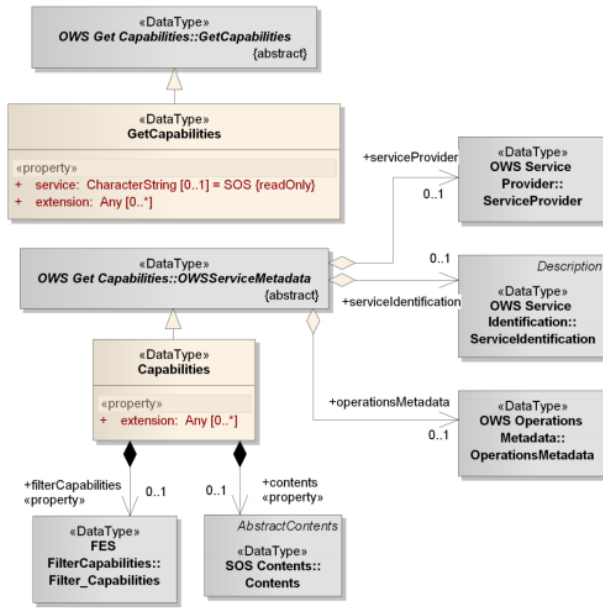 «DataType»
OWS Get Capabilities::GetCapabilities
{abstract}
«DataType»
GetCapabilities
«property»
+ service: CharacterString [0..1] = SOS {readOnly}
+ extension: Any [0..*]
+serviceProvider
0..1
«DataType»
OWS Service
Provider::
ServiceProvider
«DataType»
OWS Get Capabilities::OWSServiceMetadata
{abstract}
0..1
+serviceIdentification
Description
«DataType»
OWS Service
Identification::
ServiceIdentification
«DataType»
Capabilities
«property»
+ extension: Any [0..*]
+operationsMetadata
0..1
«DataType»
OWS Operations
Metadata::
OperationsMetadata
+filterCapabilities
«property»
0..1
0..1
+contents
«property»
«DataType»
FES
FilterCapabilities::
Filter_Capabilities
AbstractContents
«DataType»
SOS Contents::
Contents